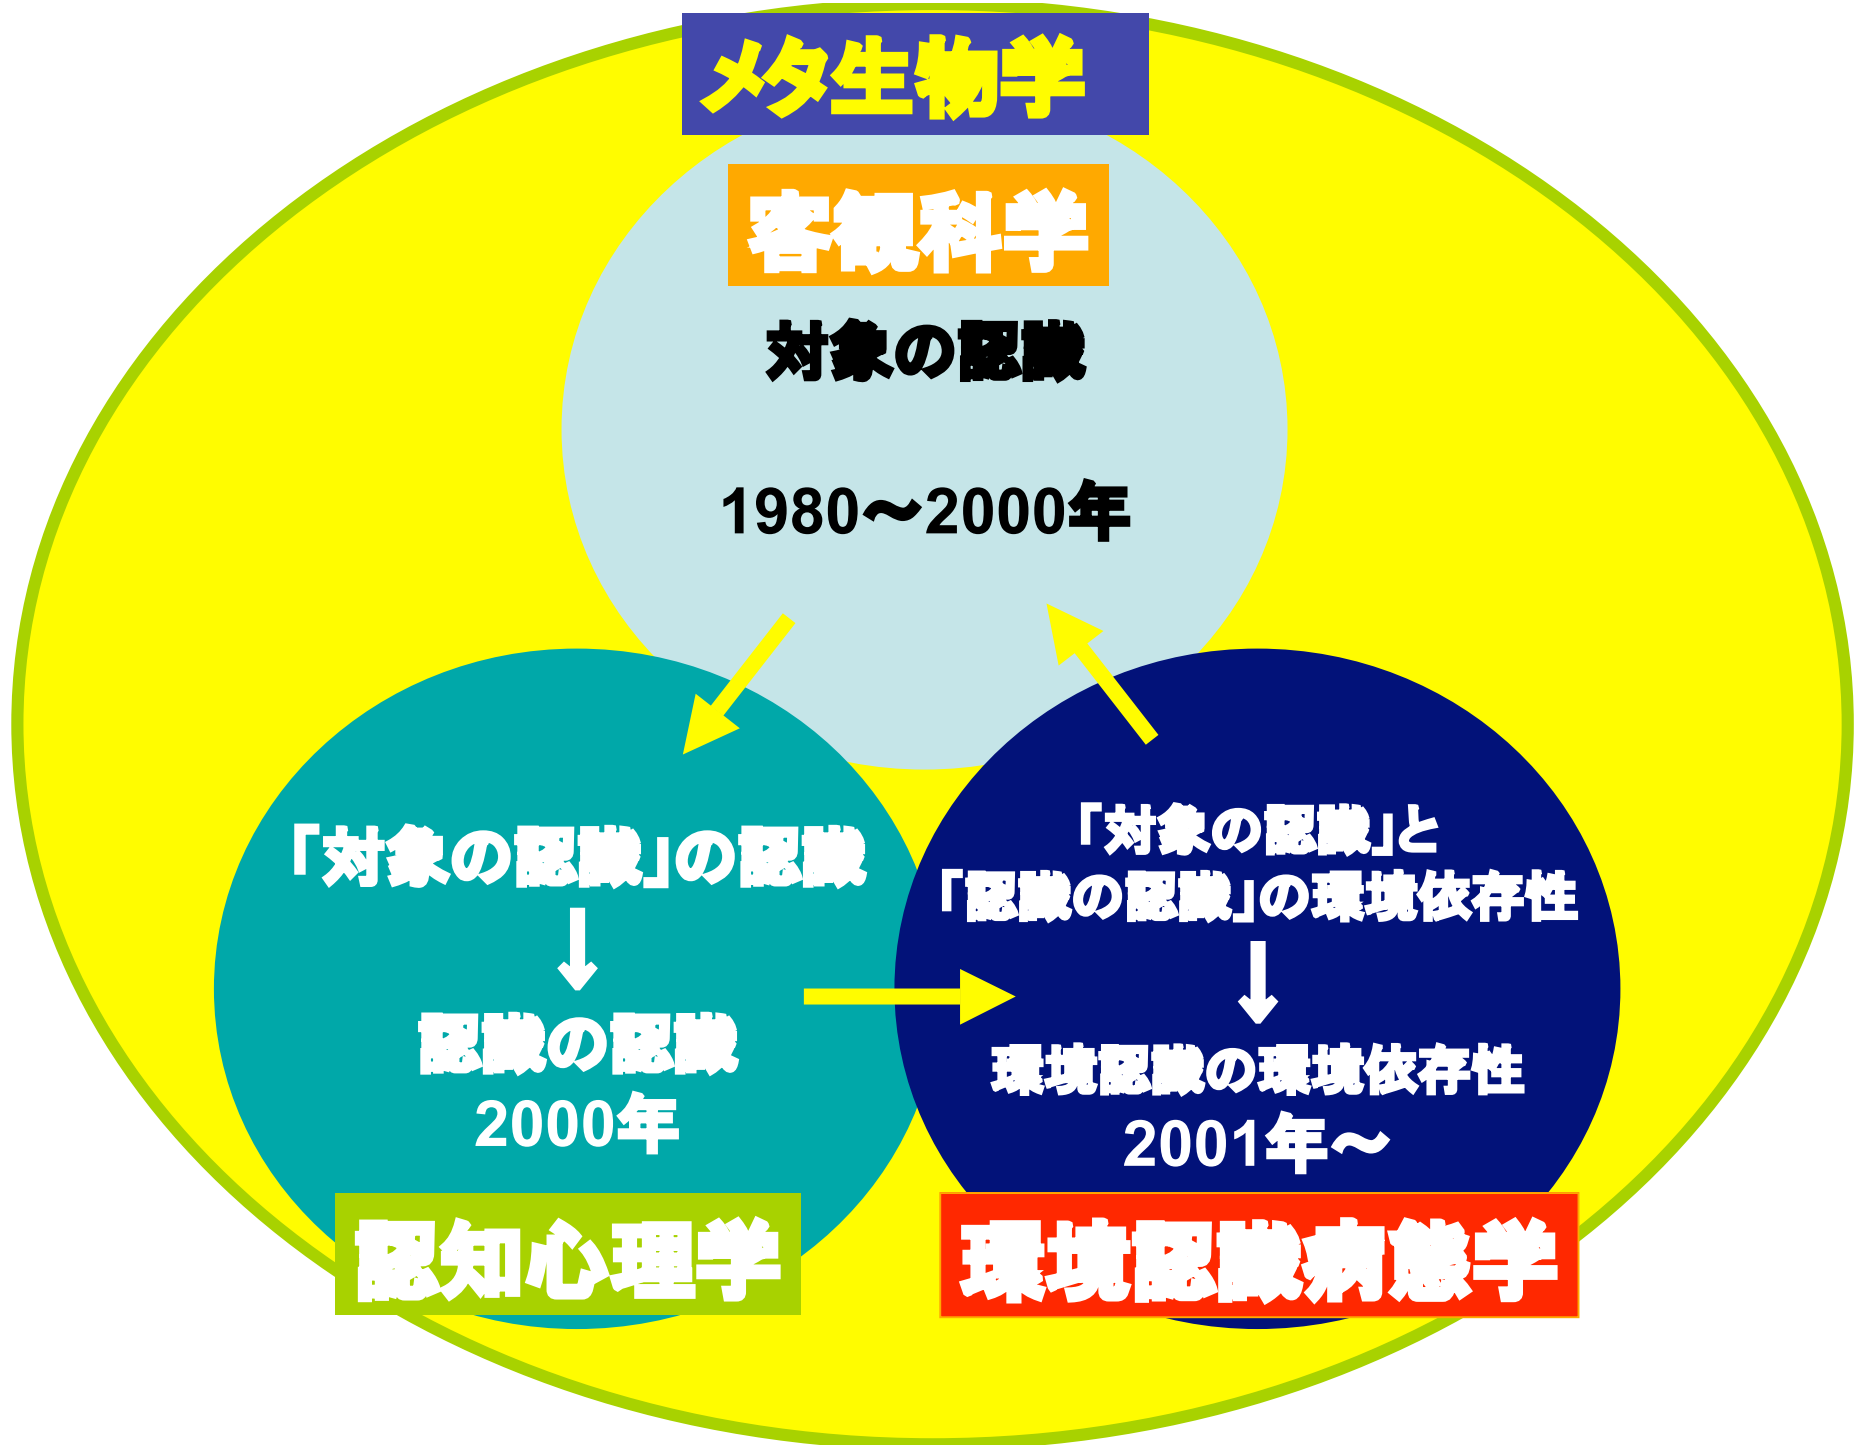 メタ生物学
客観科学
対象の認識
1980〜2000年
「対象の認識」の認識
↓
認識の認識
2000年
認知心理学
「対象の認識」と
「認識の認識」の環境依存性
↓
環境認識の環境依存性
2001年〜
環境認識病態学